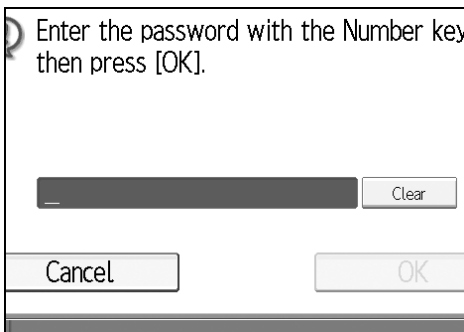 Enter the password with the Number key
then press [OK].
_
Clear
Cancel
OK